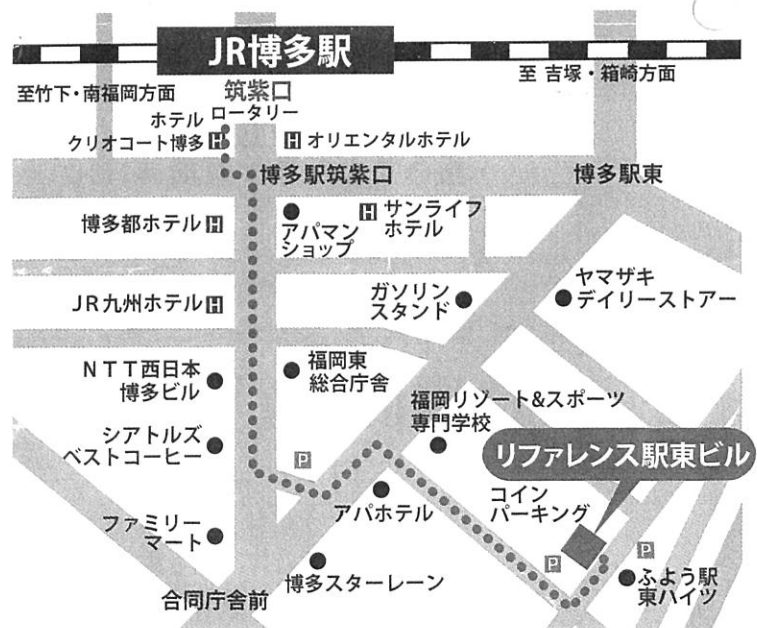 JR博多駅
至竹下・南福岡方面
筑紫口
至 吉塚・箱崎方面
ロータリー
ホテル
クリオコート博多 H
H オリエンタルホテル
博多駅筑紫口
博多駅東
博多都ホテル H
アパマン
ショップ
H サンライフ
ホテル
JR九州ホテル H
ガソリン
スタンド
ヤマザキ
デイリーストアー
NTT西日本
博多ビル
福岡東
総合庁舎
福岡リゾート&スポーツ
専門学校
シアトルズ
ベストコーヒー
P
リファレンス駅東ビル
アパホテル
コイン
パーキング
ファミリー
マート
P
P
博多スターレーン
ふよう駅
東ハイツ
合同庁舎前